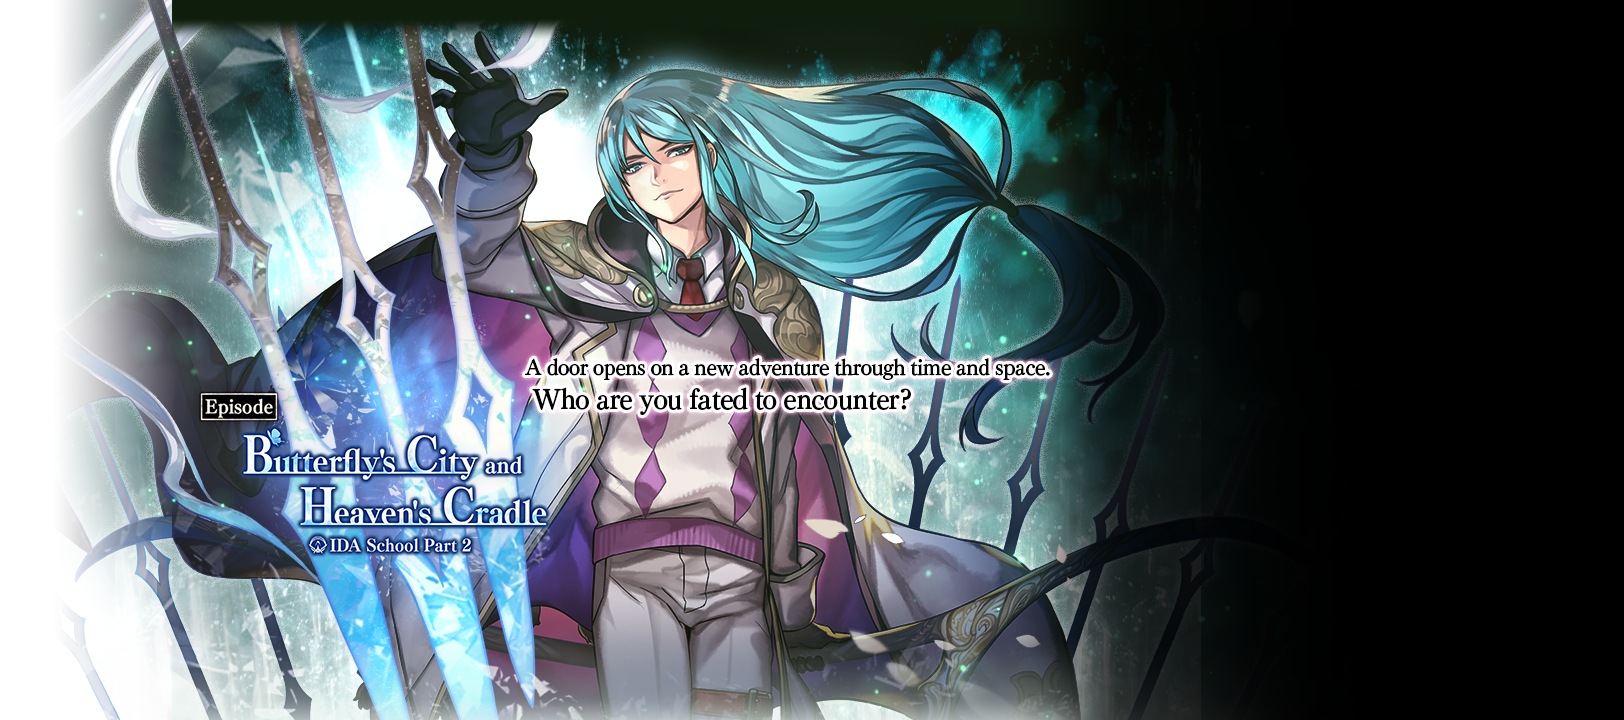 A door opens on a new adventure through time and space.
Who are you fated to encounter?
Episode
Butterfly's City and
Heaven's Cradle
IDA School Part 2